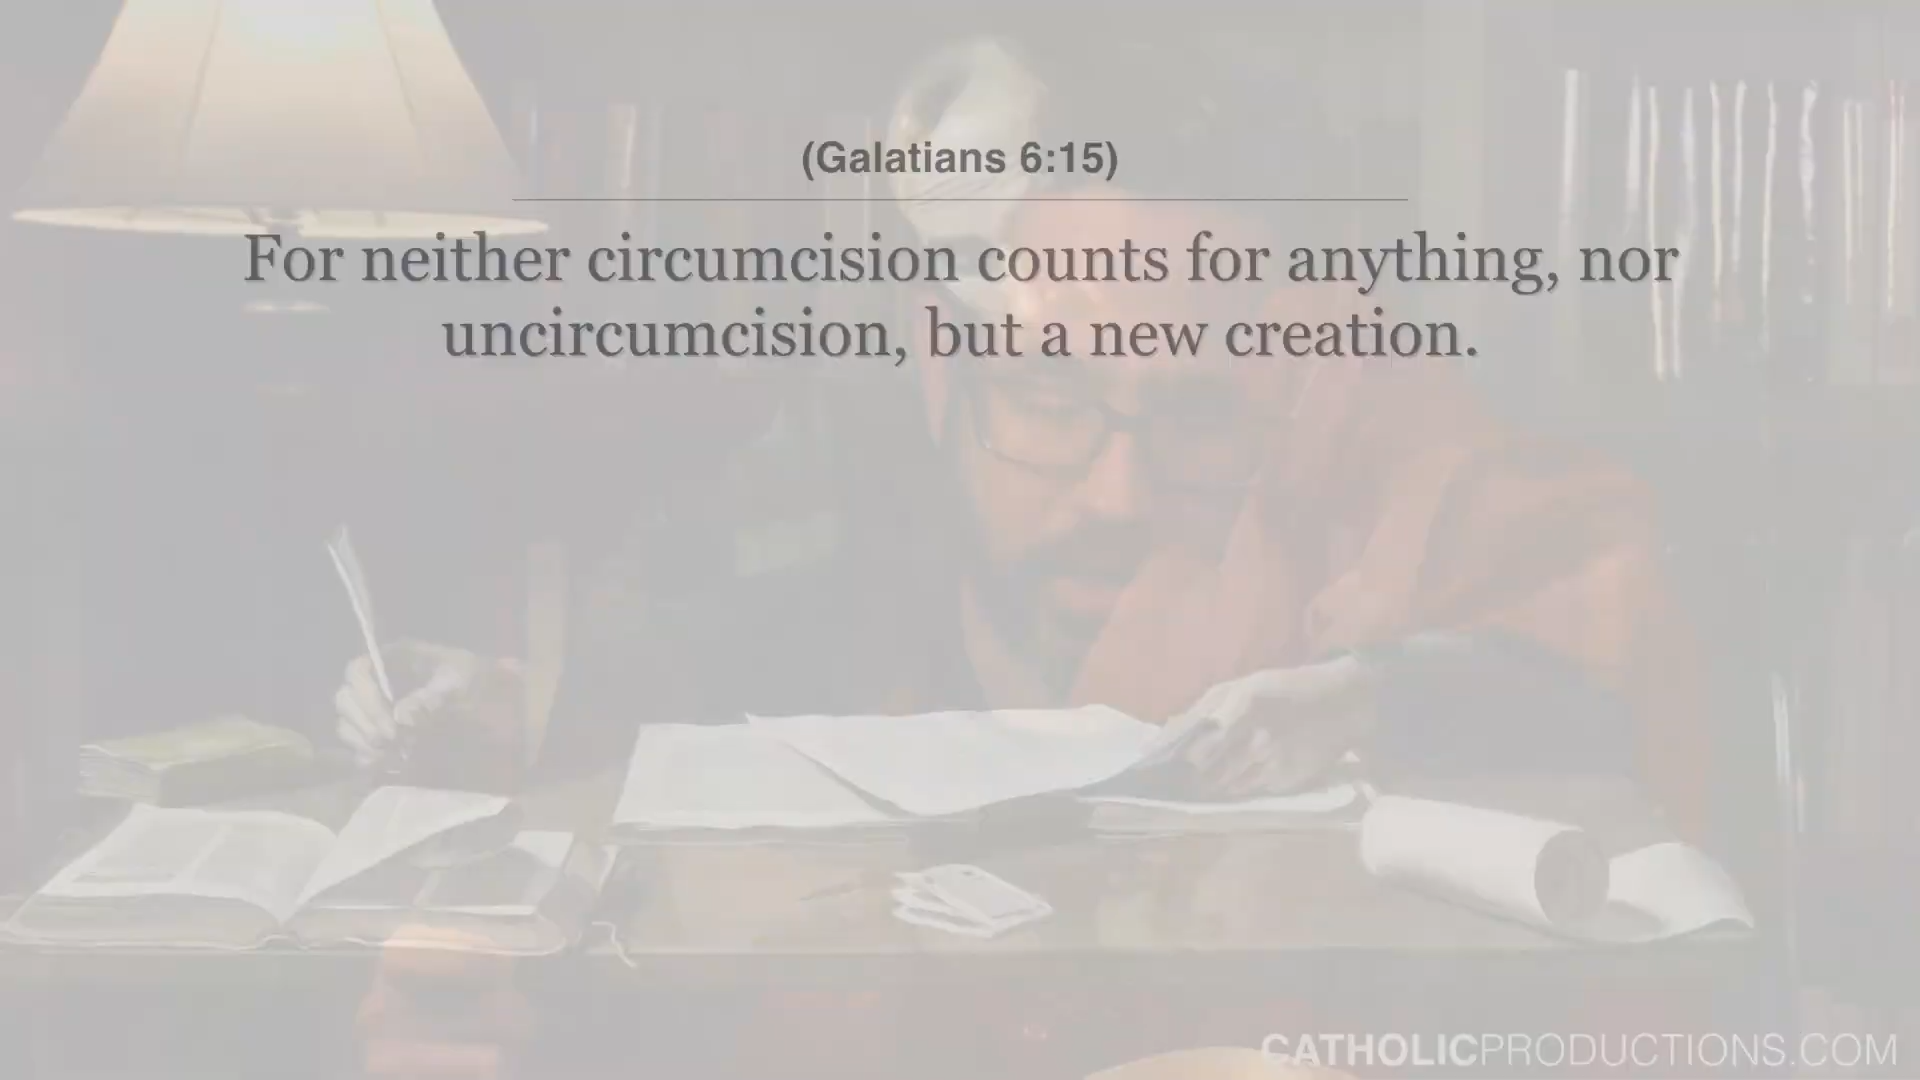 (Galatians 6:15)
For neither circumcision counts for anything, nor
uncircumcision, but a new creation.
CATHOLICPRODUCTIONS.COM